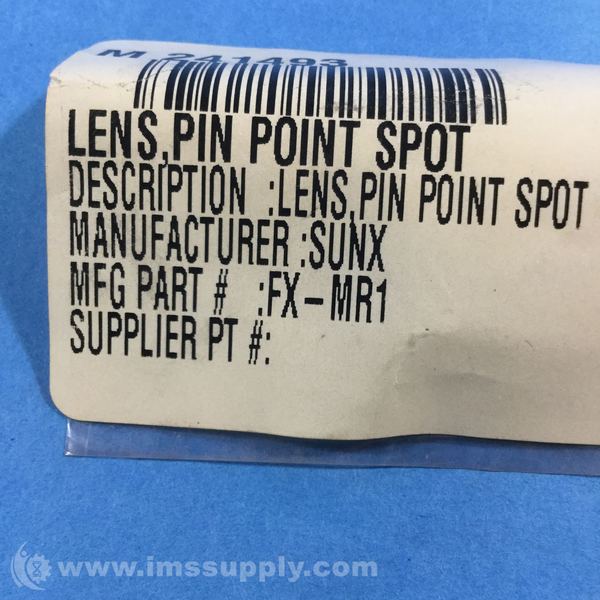 M 241493
LENS,PIN POINT SPOT
DESCRIPTION :LENS,PIN POINT SPOT
MANUFACTURER :SUNX
MFG PART # :FX-MR1
SUPPLIER PT #:
www.imssupply.com